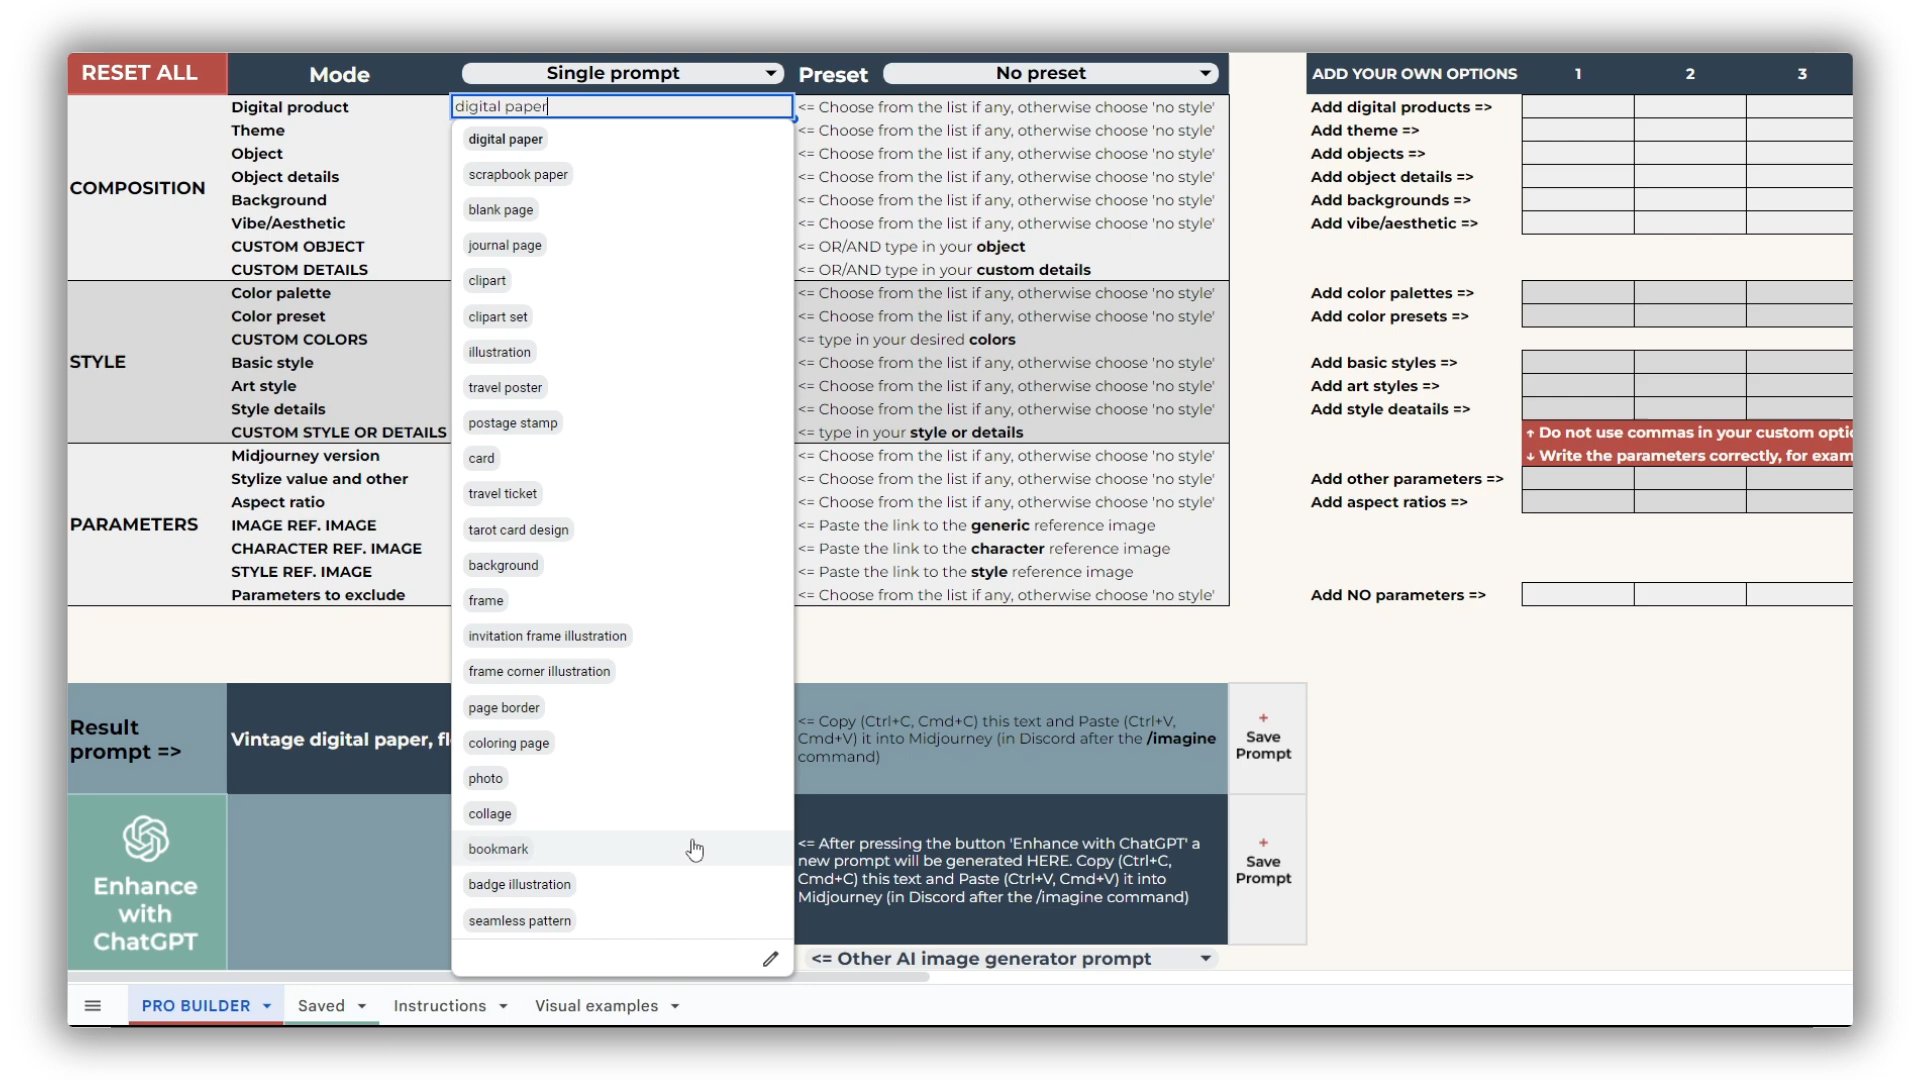 RESET ALL
Mode
Single prompt
Preset
No preset
ADD YOUR OWN OPTIONS
1
2
3
Digital product
digital paper
<= Choose from the list if any, otherwise choose 'no style'
Add digital products =>
Theme
<= Choose from the list if any, otherwise choose 'no style'
Add theme =>
Object
<= Choose from the list if any, otherwise choose 'no style'
Add objects =>
COMPOSITION
Object details
<= Choose from the list if any, otherwise choose 'no style'
Add object details =>
Background
<= Choose from the list if any, otherwise choose 'no style'
Add backgrounds =>
Vibe/Aesthetic
<= Choose from the list if any, otherwise choose 'no style'
Add vibe/aesthetic =>
CUSTOM OBJECT
<= OR/AND type in your object
CUSTOM DETAILS
<= OR/AND type in your custom details
STYLE
Color palette
<= Choose from the list if any, otherwise choose 'no style'
Add color palettes =>
Color preset
<= Choose from the list if any, otherwise choose 'no style'
Add color presets =>
CUSTOM COLORS
<= type in your desired colors
Basic style
<= Choose from the list if any, otherwise choose 'no style'
Add basic styles =>
Art style
<= Choose from the list if any, otherwise choose 'no style'
Add art styles =>
Style details
<= Choose from the list if any, otherwise choose 'no style'
Add style deatails =>
CUSTOM STYLE OR DETAILS
<= type in your style or details
↑ Do not use commas in your custom optio
PARAMETERS
Midjourney version
<= Choose from the list if any, otherwise choose 'no style'
↓ Write the parameters correctly, for exam
Stylize value and other
<= Choose from the list if any, otherwise choose 'no style'
Add other parameters =>
Aspect ratio
<= Choose from the list if any, otherwise choose 'no style'
Add aspect ratios =>
IMAGE REF. IMAGE
<= Paste the link to the generic reference image
CHARACTER REF. IMAGE
<= Paste the link to the character reference image
STYLE REF. IMAGE
<= Paste the link to the style reference image
Parameters to exclude
<= Choose from the list if any, otherwise choose 'no style'
Add NO parameters =>
digital paper
scrapbook paper
blank page
journal page
clipart
clipart set
illustration
travel poster
postage stamp
card
travel ticket
tarot card design
background
frame
invitation frame illustration
frame corner illustration
page border
coloring page
photo
collage
bookmark
badge illustration
seamless pattern
Result
prompt =>
Vintage digital paper, fl
<= Copy (Ctrl+C, Cmd+C) this text and Paste (Ctrl+V,
Cmd+V) it into Midjourney (in Discord after the /imagine
command)
+
Save
Prompt
Enhance
with
ChatGPT
<= After pressing the button 'Enhance with ChatGPT' a
new prompt will be generated HERE. Copy (Ctrl+C,
Cmd+C) this text and Paste (Ctrl+V, Cmd+V) it into
Midjourney (in Discord after the /imagine command)
+
Save
Prompt
<= Other AI image generator prompt
PRO BUILDER
Saved
Instructions
Visual examples